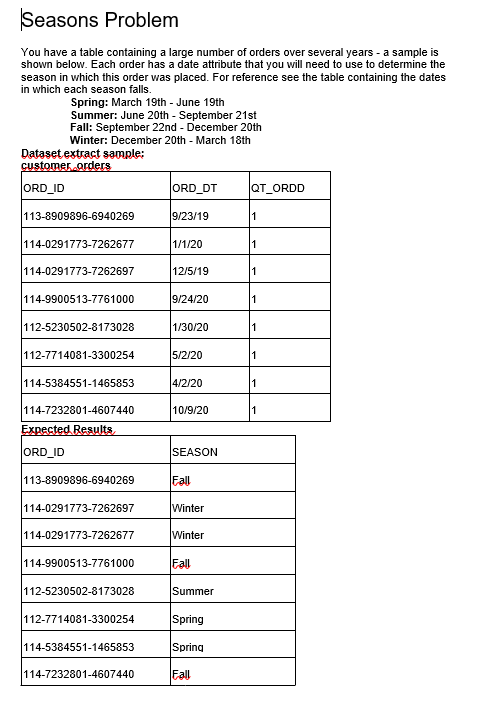 Seasons Problem
You have a table containing a large number of orders over several years - a sample is
shown below. Each order has a date attribute that you will need to use to determine the
season in which this order was placed. For reference see the table containing the dates
in which each season falls.
Spring: March 19th - June 19th
Summer: June 20th - September 21st
Fall: September 22nd - December 20th
Winter: December 20th - March 18th
Dataset extract sample:
customer_orders
ORD_ID ORD_DT QT_ORDD
113-8909896-6940269 9/23/19 1
114-0291773-7262677 1/1/20 1
114-0291773-7262697 12/5/19 1
114-9900513-7761000 9/24/20 1
112-5230502-8173028 1/30/20 1
112-7714081-3300254 5/2/20 1
114-5384551-1465853 4/2/20 1
114-7232801-4607440 10/9/20 1
Expected Results
ORD_ID SEASON
113-8909896-6940269 Fall
114-0291773-7262697 Winter
114-0291773-7262677 Winter
114-9900513-7761000 Fall
112-5230502-8173028 Summer
112-7714081-3300254 Spring
114-5384551-1465853 Spring
114-7232801-4607440 Fall